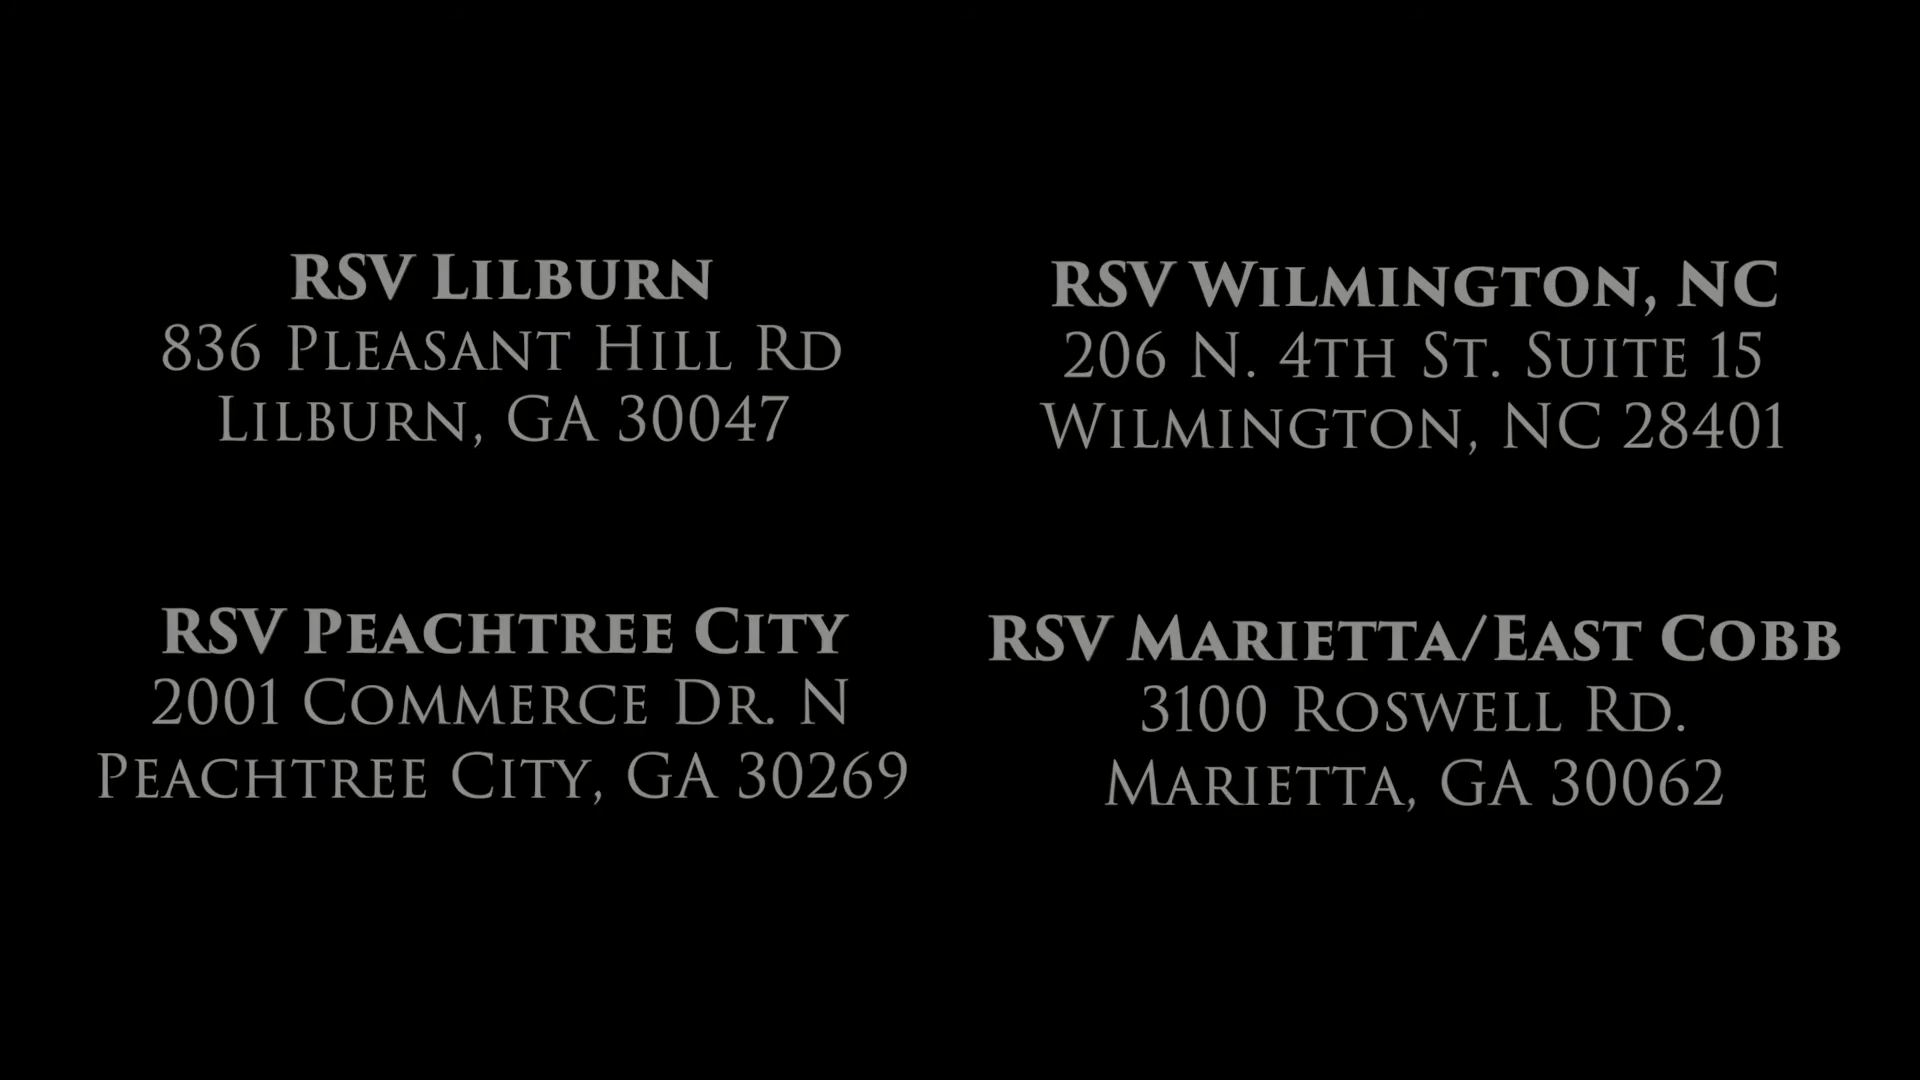 RSV Lilburn
836 Pleasant Hill Rd
Lilburn, GA 30047
RSV Wilmington, NC
206 N. 4th St. Suite 15
Wilmington, NC 28401
RSV Peachtree City
2001 Commerce Dr. N
Peachtree City, GA 30269
RSV Marietta/East Cobb
3100 Roswell Rd.
Marietta, GA 30062